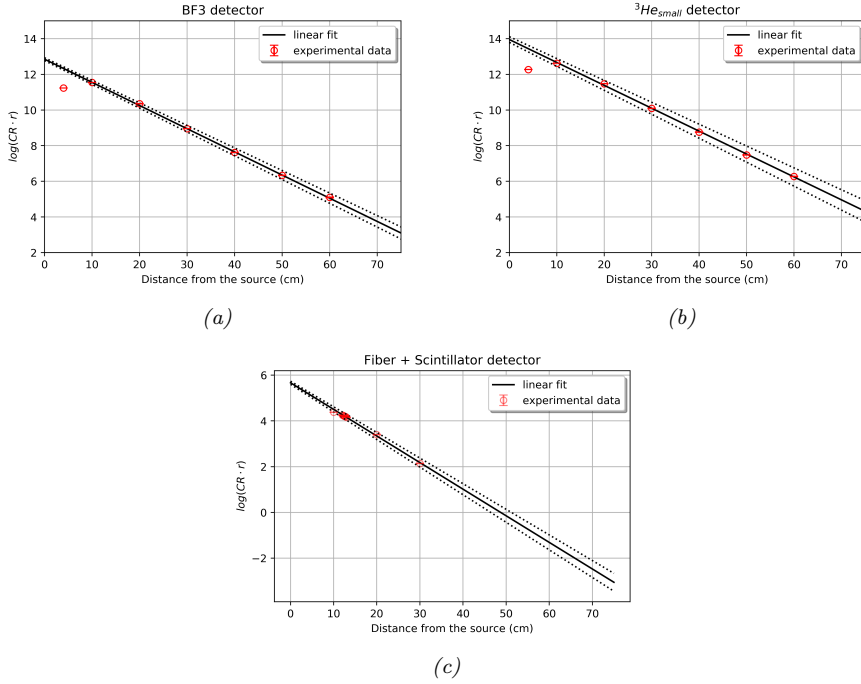 BF3 detector
linear fit
experimental data
log(CR · r)
14
12
10
8
6
4
2
0 10 20 30 40 50 60 70
Distance from the source (cm)
(a)
³He_small detector
linear fit
experimental data
log(CR · r)
14
12
10
8
6
4
2
0 10 20 30 40 50 60 70
Distance from the source (cm)
(b)
Fiber + Scintillator detector
linear fit
experimental data
log(CR · r)
6
4
2
0
−2
0 10 20 30 40 50 60 70
Distance from the source (cm)
(c)